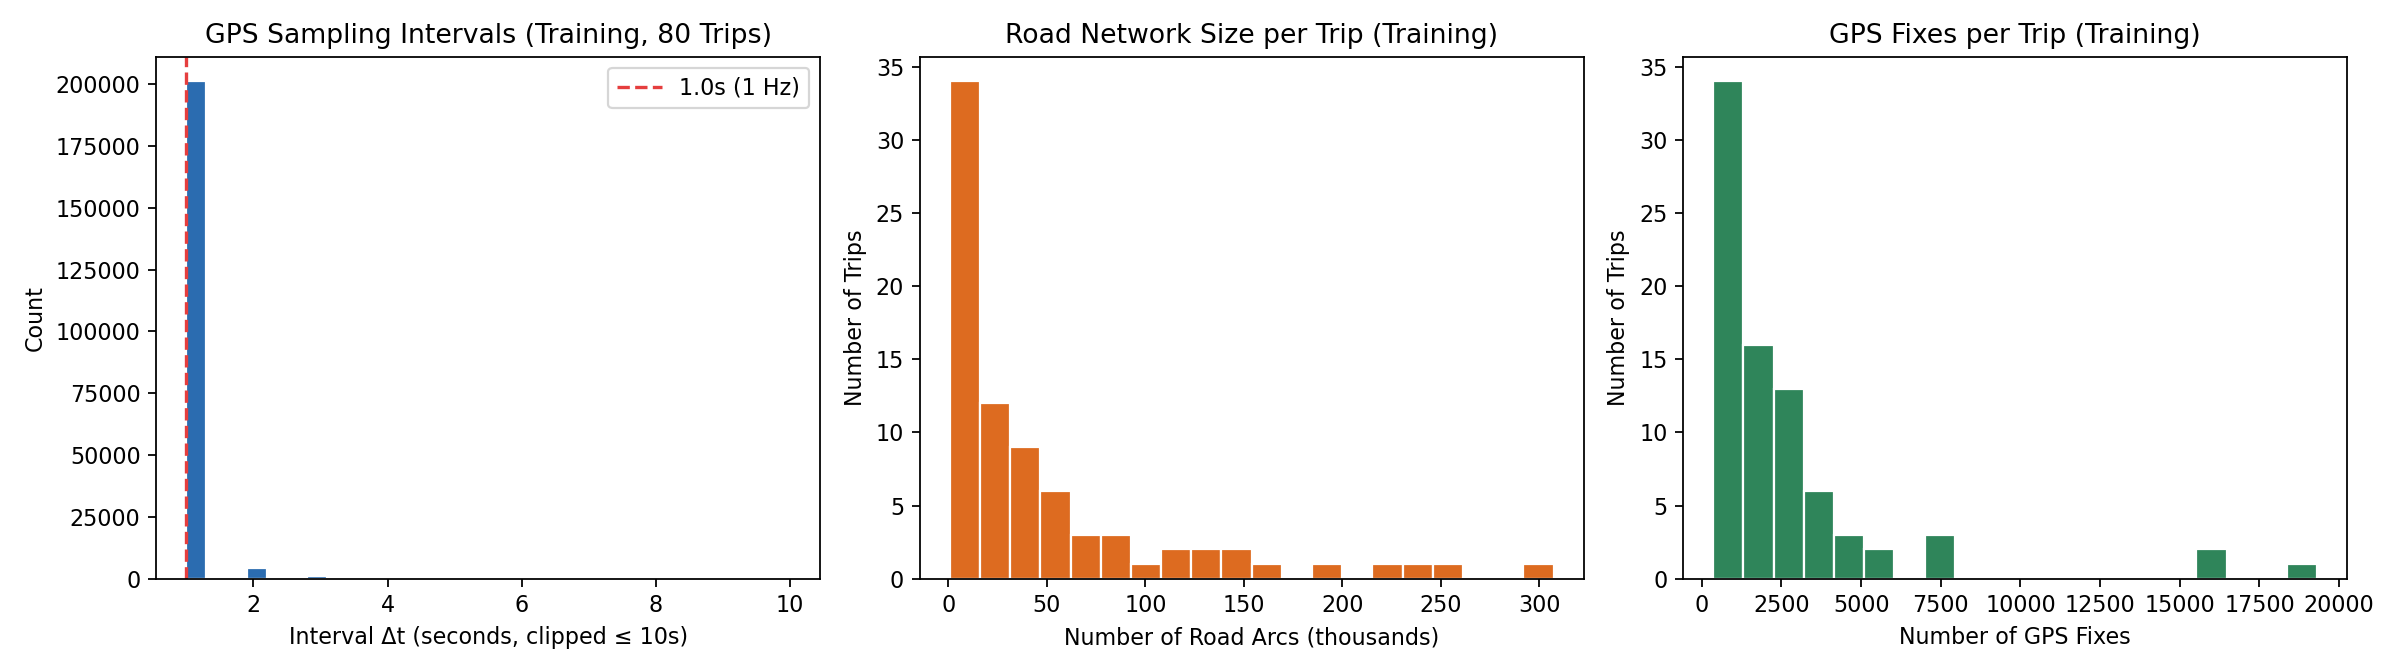 GPS Sampling Intervals (Training, 80 Trips)
200000
175000
150000
125000
100000
75000
50000
25000
0
Count
1.0s (1 Hz)
2 4 6 8 10
Interval Δt (seconds, clipped ≤ 10s)
Road Network Size per Trip (Training)
35
30
25
20
15
10
5
0
Number of Trips
0 50 100 150 200 250 300
Number of Road Arcs (thousands)
GPS Fixes per Trip (Training)
35
30
25
20
15
10
5
0
Number of Trips
0 2500 5000 7500 10000 12500 15000 17500 20000
Number of GPS Fixes